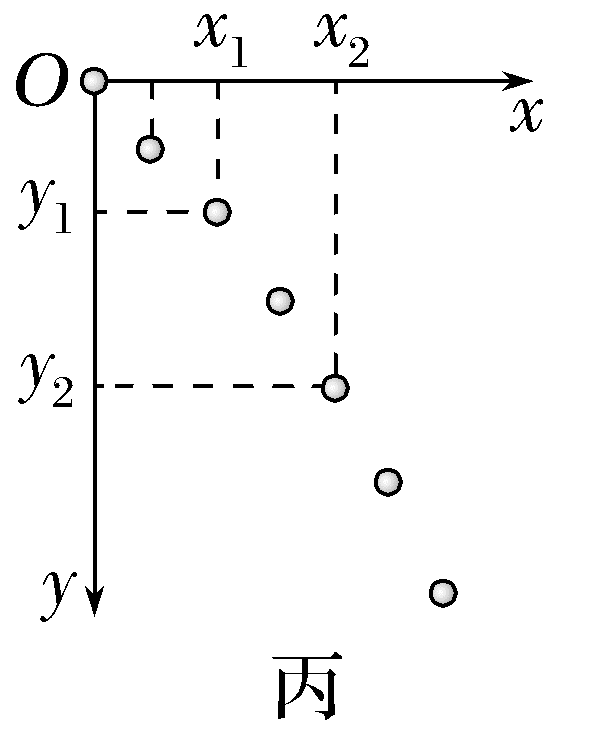 x₁ x₂
O
x
y₁
y₂
y
丙